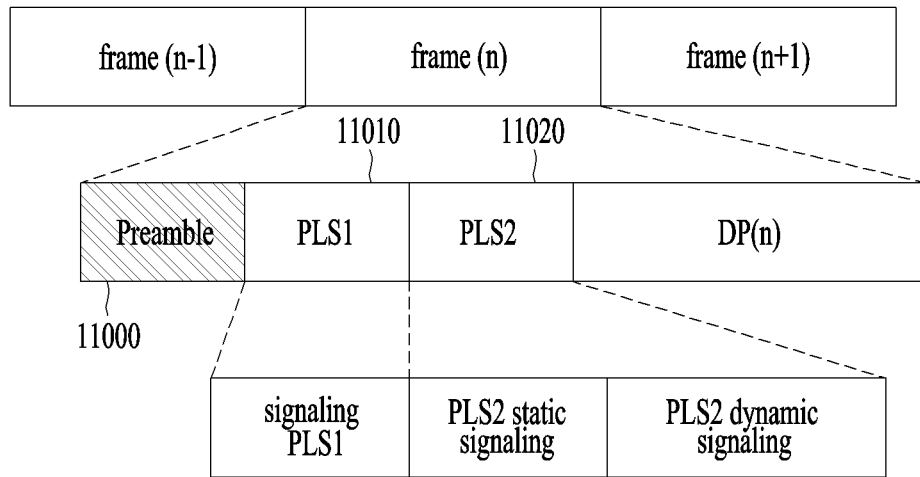 frame (n-1)
frame (n)
frame (n+1)
11010
11020
Preamble
PLS1
PLS2
DP(n)
11000
signaling
PLS1
PLS2 static
signaling
PLS2 dynamic
signaling